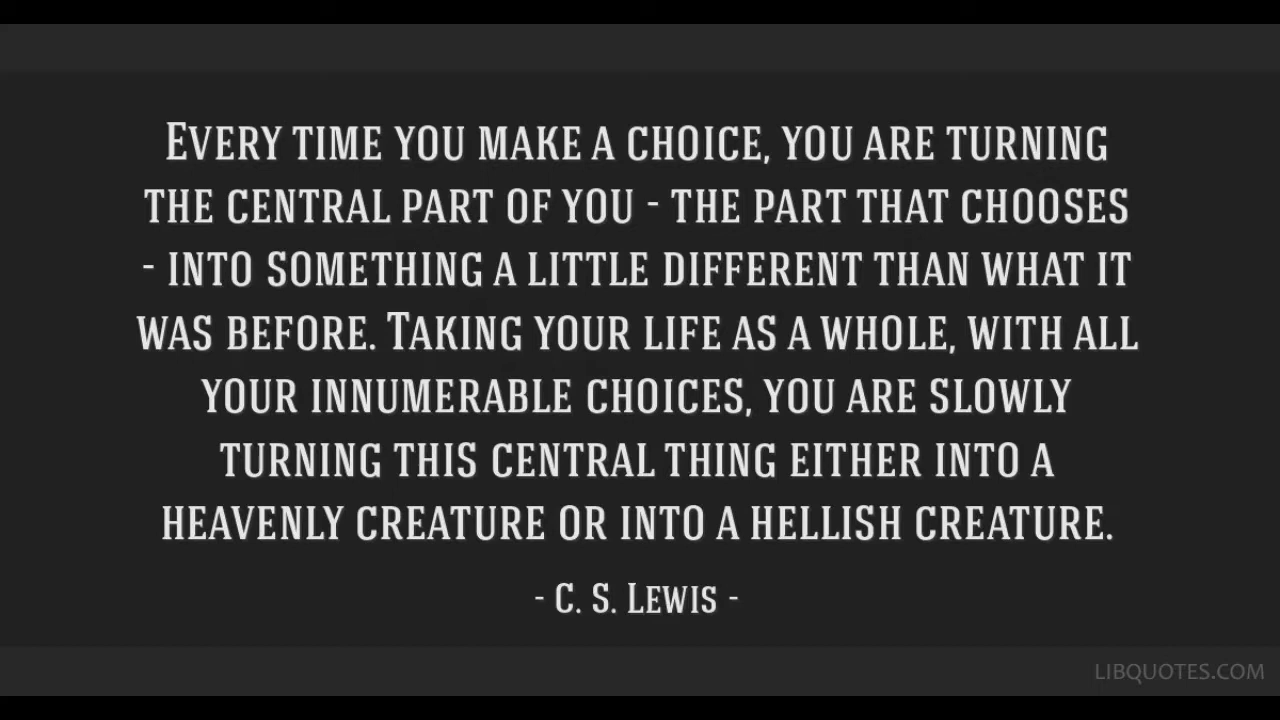 Every time you make a choice, you are turning
the central part of you - the part that chooses
- into something a little different than what it
was before. Taking your life as a whole, with all
your innumerable choices, you are slowly
turning this central thing either into a
heavenly creature or into a hellish creature.
- C. S. Lewis -
LIBQUOTES.COM